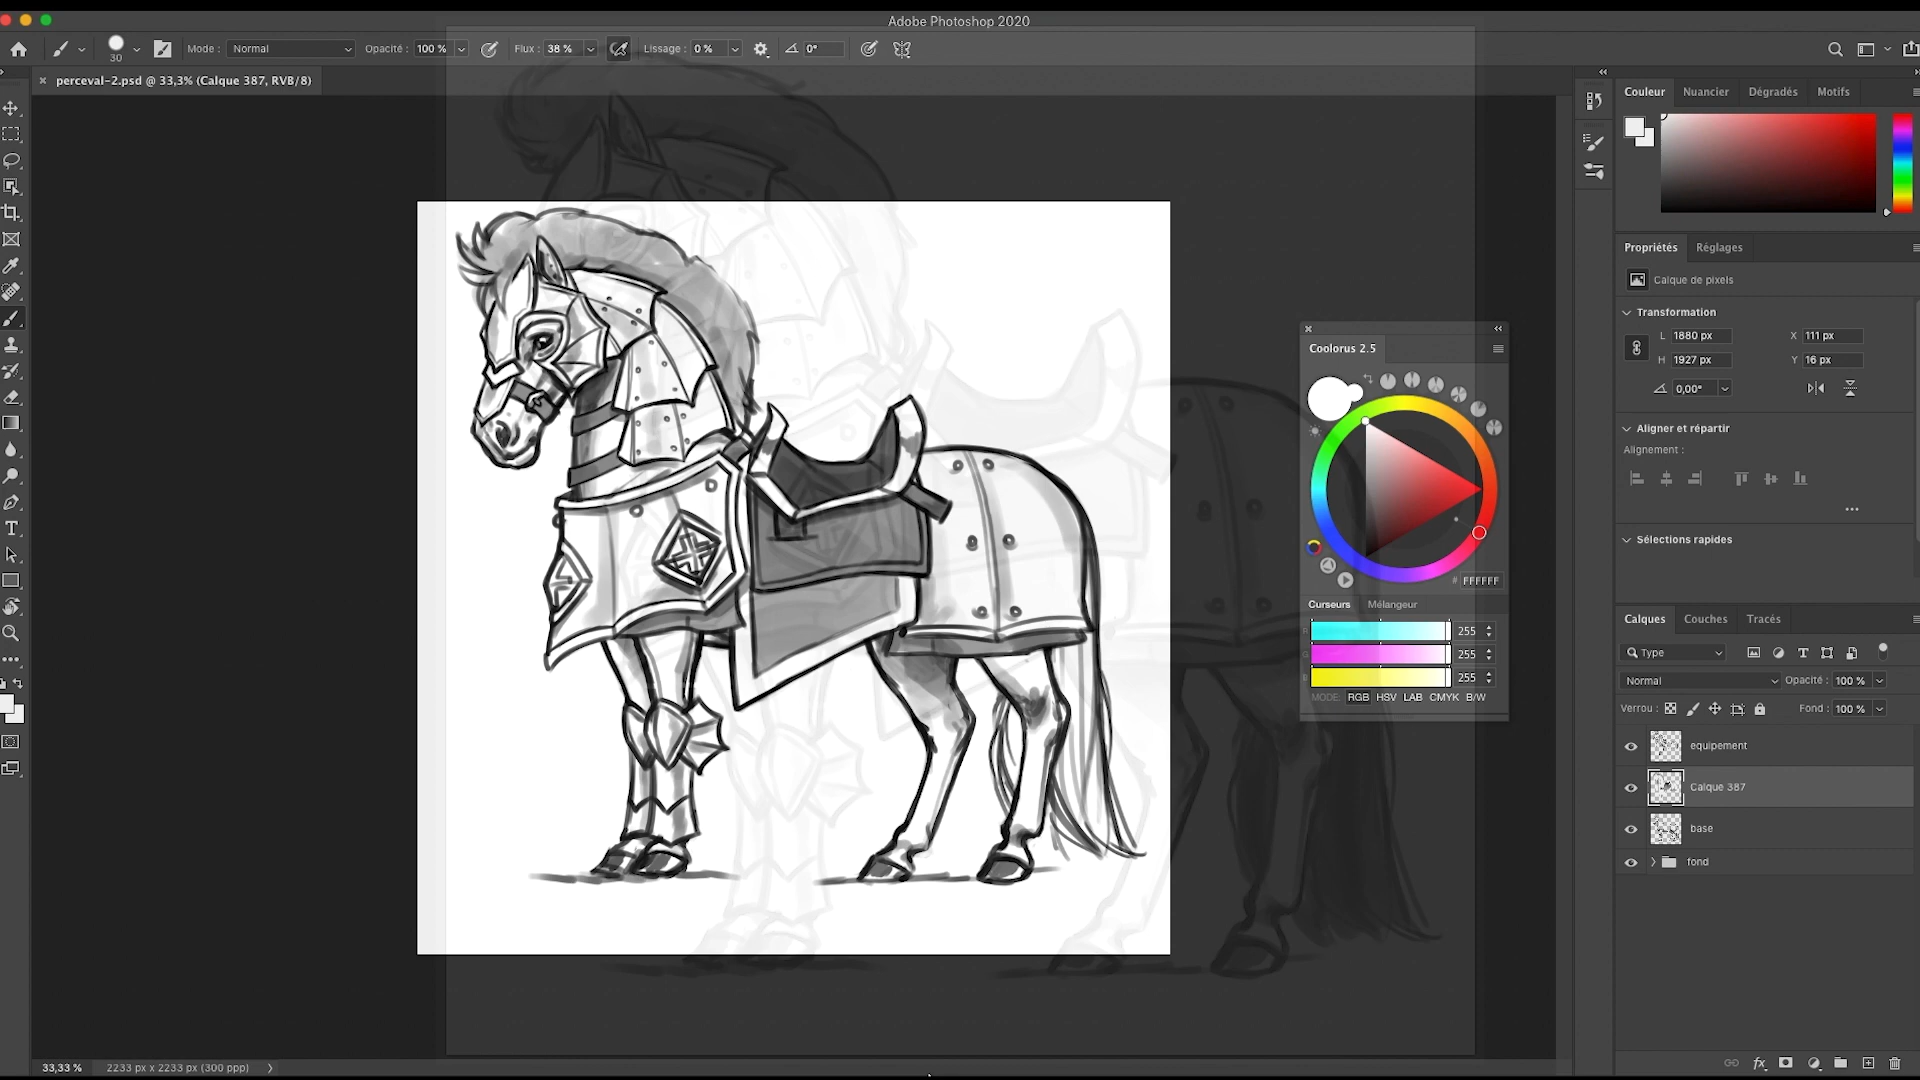 Adobe Photoshop 2020
30
Mode : Normal
Opacité : 100 %
Flux : 38 %
Lissage : 0 %
0°
perceval-2.psd @ 33,3% (Calque 387, RVB/8)
Couleur Nuancier Dégradés Motifs
Propriétés Réglages
Calque de pixels
Transformation
L 1880 px X 111 px
H 1927 px Y 16 px
0,00°
Aligner et répartir
Alignement :
Sélections rapides
Coolorus 2.5
# FFFFFF
Curseurs Mélangeur
255
255
255
MODE: RGB HSV LAB CMYK B/W
Calques Couches Tracés
Type
Normal Opacité : 100 %
Verrou : Fond : 100 %
equipement
Calque 387
base
fond
33,33 % 2233 px x 2233 px (300 ppp)